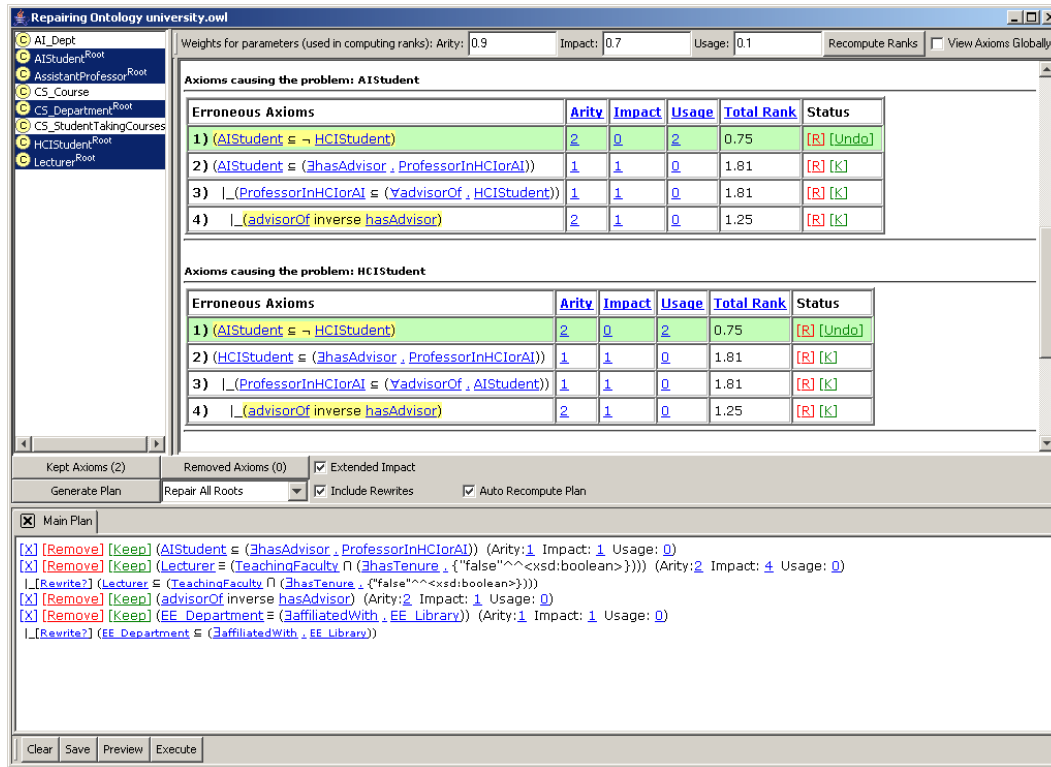 Repairing Ontology university.owl
AI_Dept
AIStudentRoot
AssistantProfessorRoot
CS_Course
CS_DepartmentRoot
CS_StudentTakingCourses
HCIStudentRoot
LecturerRoot
Weights for parameters (used in computing ranks): Arity: 0.9 Impact: 0.7 Usage: 0.1 Recompute Ranks View Axioms Globally
Axioms causing the problem: AIStudent
Erroneous Axioms Arity Impact Usage Total Rank Status
1) (AIStudent ⊆ ¬ HCIStudent) 2 0 2 0.75 [R] [Undo]
2) (AIStudent ⊆ (∃hasAdvisor . ProfessorInHCIorAI)) 1 1 0 1.81 [R] [K]
3) |_(ProfessorInHCIorAI ⊆ (∀advisorOf . HCIStudent)) 1 1 0 1.81 [R] [K]
4) |_(advisorOf inverse hasAdvisor) 2 1 0 1.25 [R] [K]
Axioms causing the problem: HCIStudent
Erroneous Axioms Arity Impact Usage Total Rank Status
1) (AIStudent ⊆ ¬ HCIStudent) 2 0 2 0.75 [R] [Undo]
2) (HCIStudent ⊆ (∃hasAdvisor . ProfessorInHCIorAI)) 1 1 0 1.81 [R] [K]
3) |_(ProfessorInHCIorAI ⊆ (∀advisorOf . AIStudent)) 1 1 0 1.81 [R] [K]
4) |_(advisorOf inverse hasAdvisor) 2 1 0 1.25 [R] [K]
Kept Axioms (2) Removed Axioms (0) Extended Impact
Generate Plan Repair All Roots Include Rewrites Auto Recompute Plan
Main Plan
[X] [Remove] [Keep] (AIStudent ⊆ (∃hasAdvisor . ProfessorInHCIorAI)) (Arity:1 Impact: 1 Usage: 0)
[X] [Remove] [Keep] (Lecturer ≡ (TeachingFaculty ∩ (∃hasTenure . {"false"^^<xsd:boolean>}))) (Arity:2 Impact: 4 Usage: 0)
|_[Rewrite?] (Lecturer ⊆ (TeachingFaculty ∩ (∃hasTenure . {"false"^^<xsd:boolean>})))
[X] [Remove] [Keep] (advisorOf inverse hasAdvisor) (Arity:2 Impact: 1 Usage: 0)
[X] [Remove] [Keep] (EE_Department ≡ (∃affiliatedWith . EE_Library)) (Arity:1 Impact: 1 Usage: 0)
|_[Rewrite?] (EE_Department ⊆ (∃affiliatedWith . EE_Library))
Clear Save Preview Execute